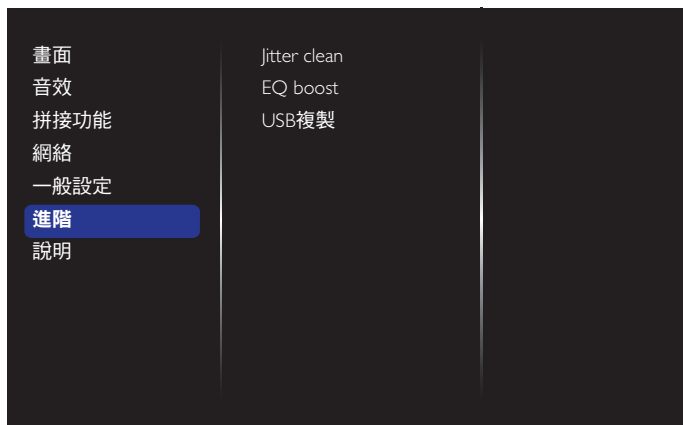 畫面
音效
拼接功能
網絡
一般設定
進階
說明
Jitter clean
EQ boost
USB複製